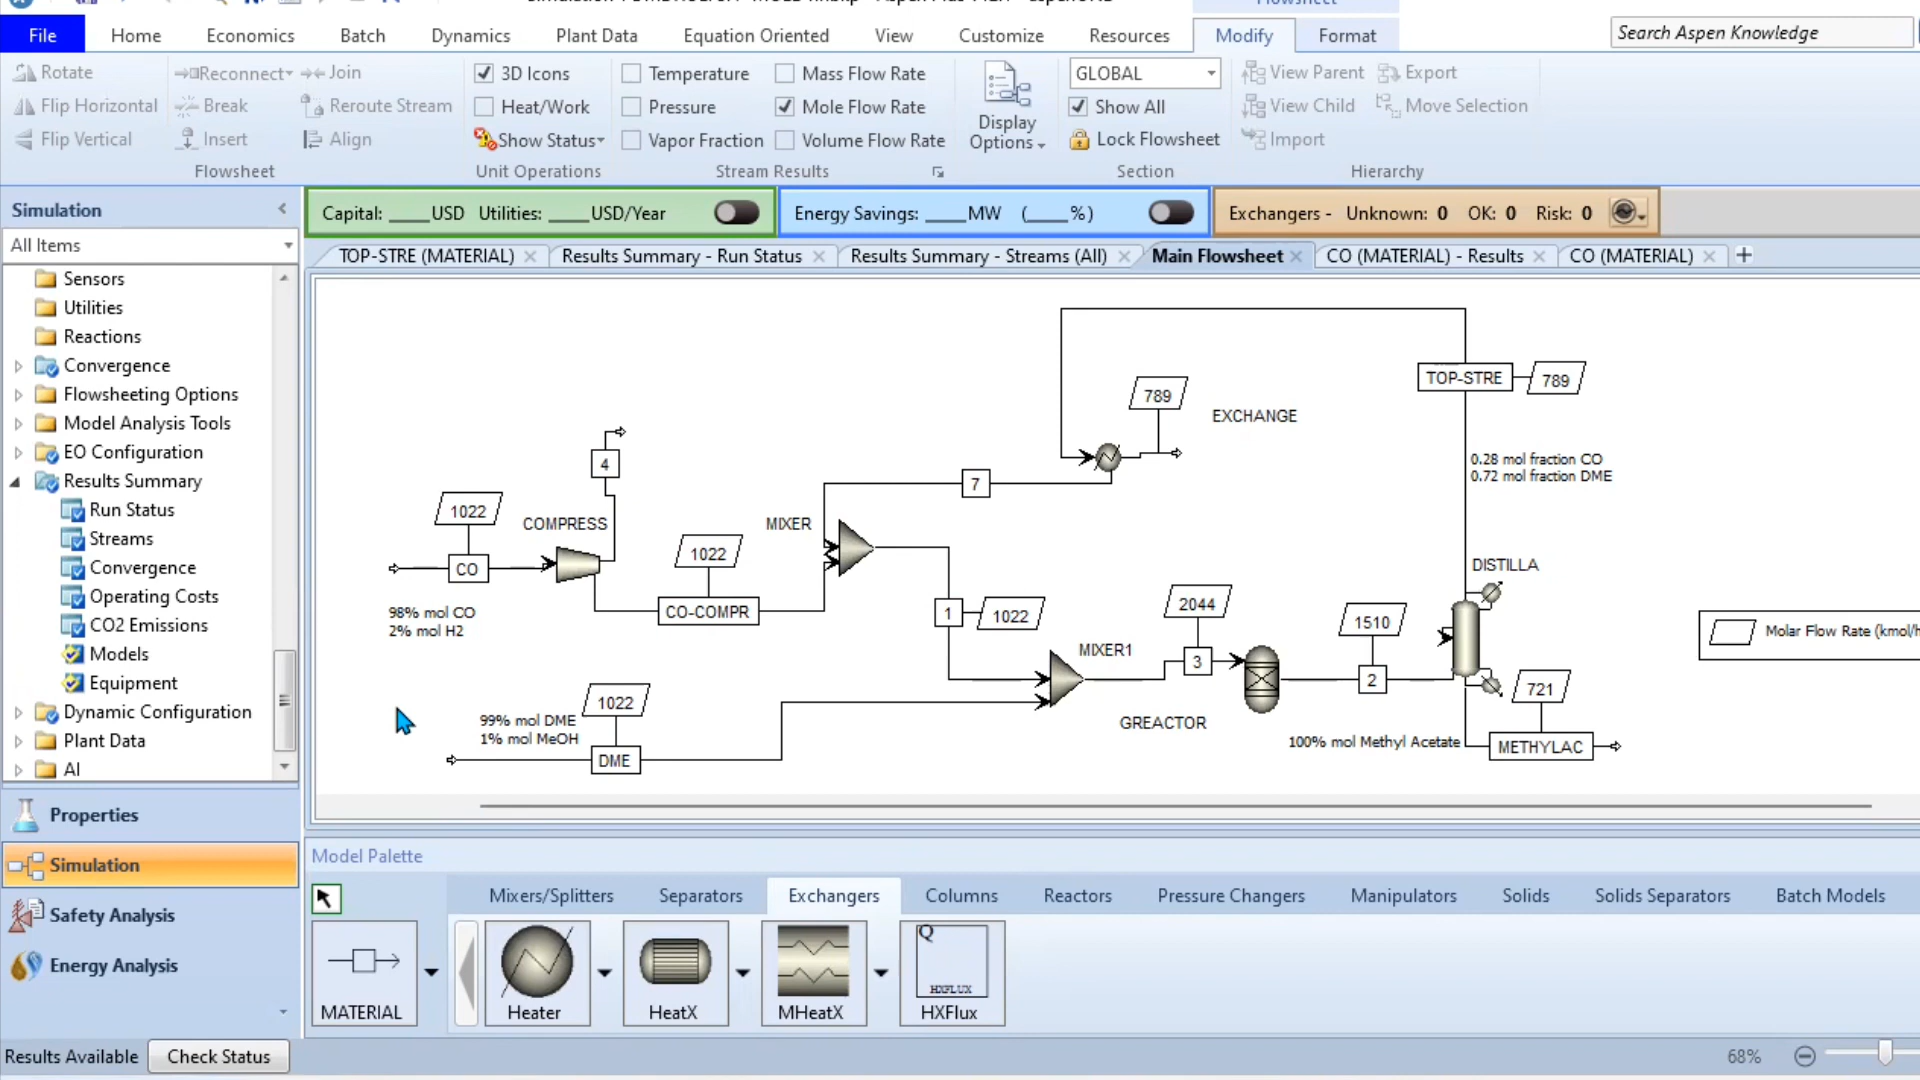 Flowsheet
File
Home
Economics
Batch
Dynamics
Plant Data
Equation Oriented
View
Customize
Resources
Modify
Format
Search Aspen Knowledge
Rotate
Flip Horizontal
Flip Vertical
Reconnect
Break
Insert
Join
Reroute Stream
Align
Flowsheet
3D Icons
Heat/Work
Show Status
Unit Operations
Temperature
Pressure
Vapor Fraction
Mass Flow Rate
Mole Flow Rate
Volume Flow Rate
Stream Results
Display
Options
GLOBAL
Show All
Lock Flowsheet
Section
View Parent
View Child
Import
Export
Move Selection
Hierarchy
Simulation
All Items
Capital: ____USD Utilities: ____USD/Year
Energy Savings: ____MW (____%)
Exchangers - Unknown: 0 OK: 0 Risk: 0
TOP-STRE (MATERIAL)
Results Summary - Run Status
Results Summary - Streams (All)
Main Flowsheet
CO (MATERIAL) - Results
CO (MATERIAL)
Sensors
Utilities
Reactions
Convergence
Flowsheeting Options
Model Analysis Tools
EO Configuration
Results Summary
Run Status
Streams
Convergence
Operating Costs
CO2 Emissions
Models
Equipment
Dynamic Configuration
Plant Data
AI
Properties
Simulation
Safety Analysis
Energy Analysis
TOP-STRE
789
789
EXCHANGE
4
0.28 mol fraction CO
0.72 mol fraction DME
7
1022
COMPRESS
MIXER
1022
CO
DISTILLA
98% mol CO
2% mol H2
CO-COMPR
1
1022
2044
1510
Molar Flow Rate (kmol/h
MIXER1
3
2
1022
721
99% mol DME
1% mol MeOH
GREACTOR
100% mol Methyl Acetate
METHYLAC
DME
Model Palette
Mixers/Splitters
Separators
Exchangers
Columns
Reactors
Pressure Changers
Manipulators
Solids
Solids Separators
Batch Models
MATERIAL
Heater
HeatX
MHeatX
Q
HXFLUX
HXFlux
Results Available
Check Status
68%